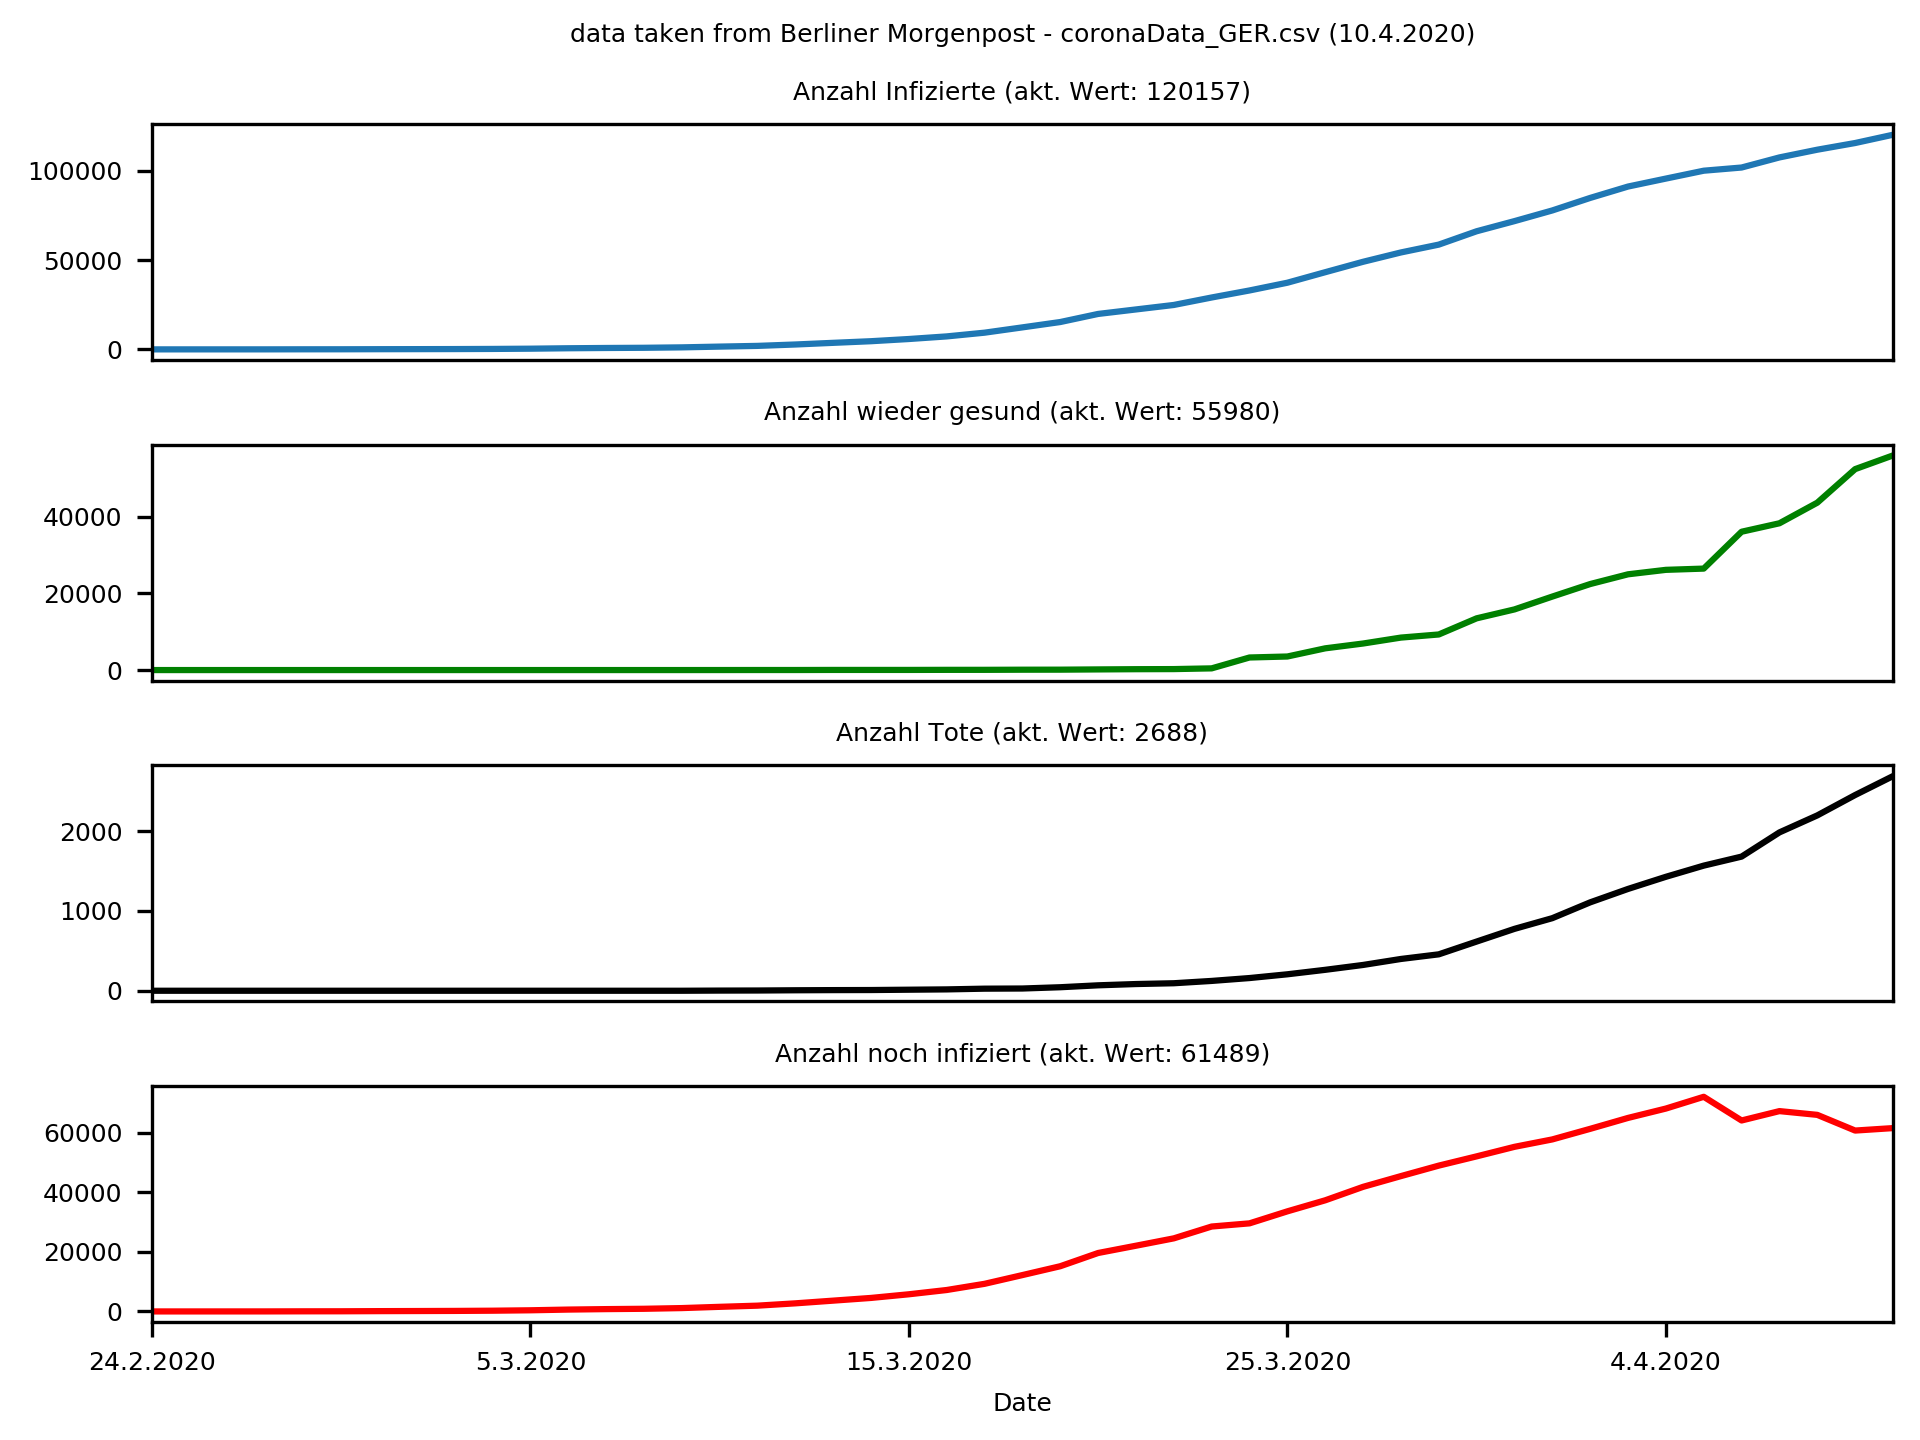 data taken from Berliner Morgenpost - coronaData_GER.csv (10.4.2020)
Anzahl Infizierte (akt. Wert: 120157)
100000
50000
0
Anzahl wieder gesund (akt. Wert: 55980)
40000
20000
0
Anzahl Tote (akt. Wert: 2688)
2000
1000
0
Anzahl noch infiziert (akt. Wert: 61489)
60000
40000
20000
0
24.2.2020 5.3.2020 15.3.2020 25.3.2020 4.4.2020
Date